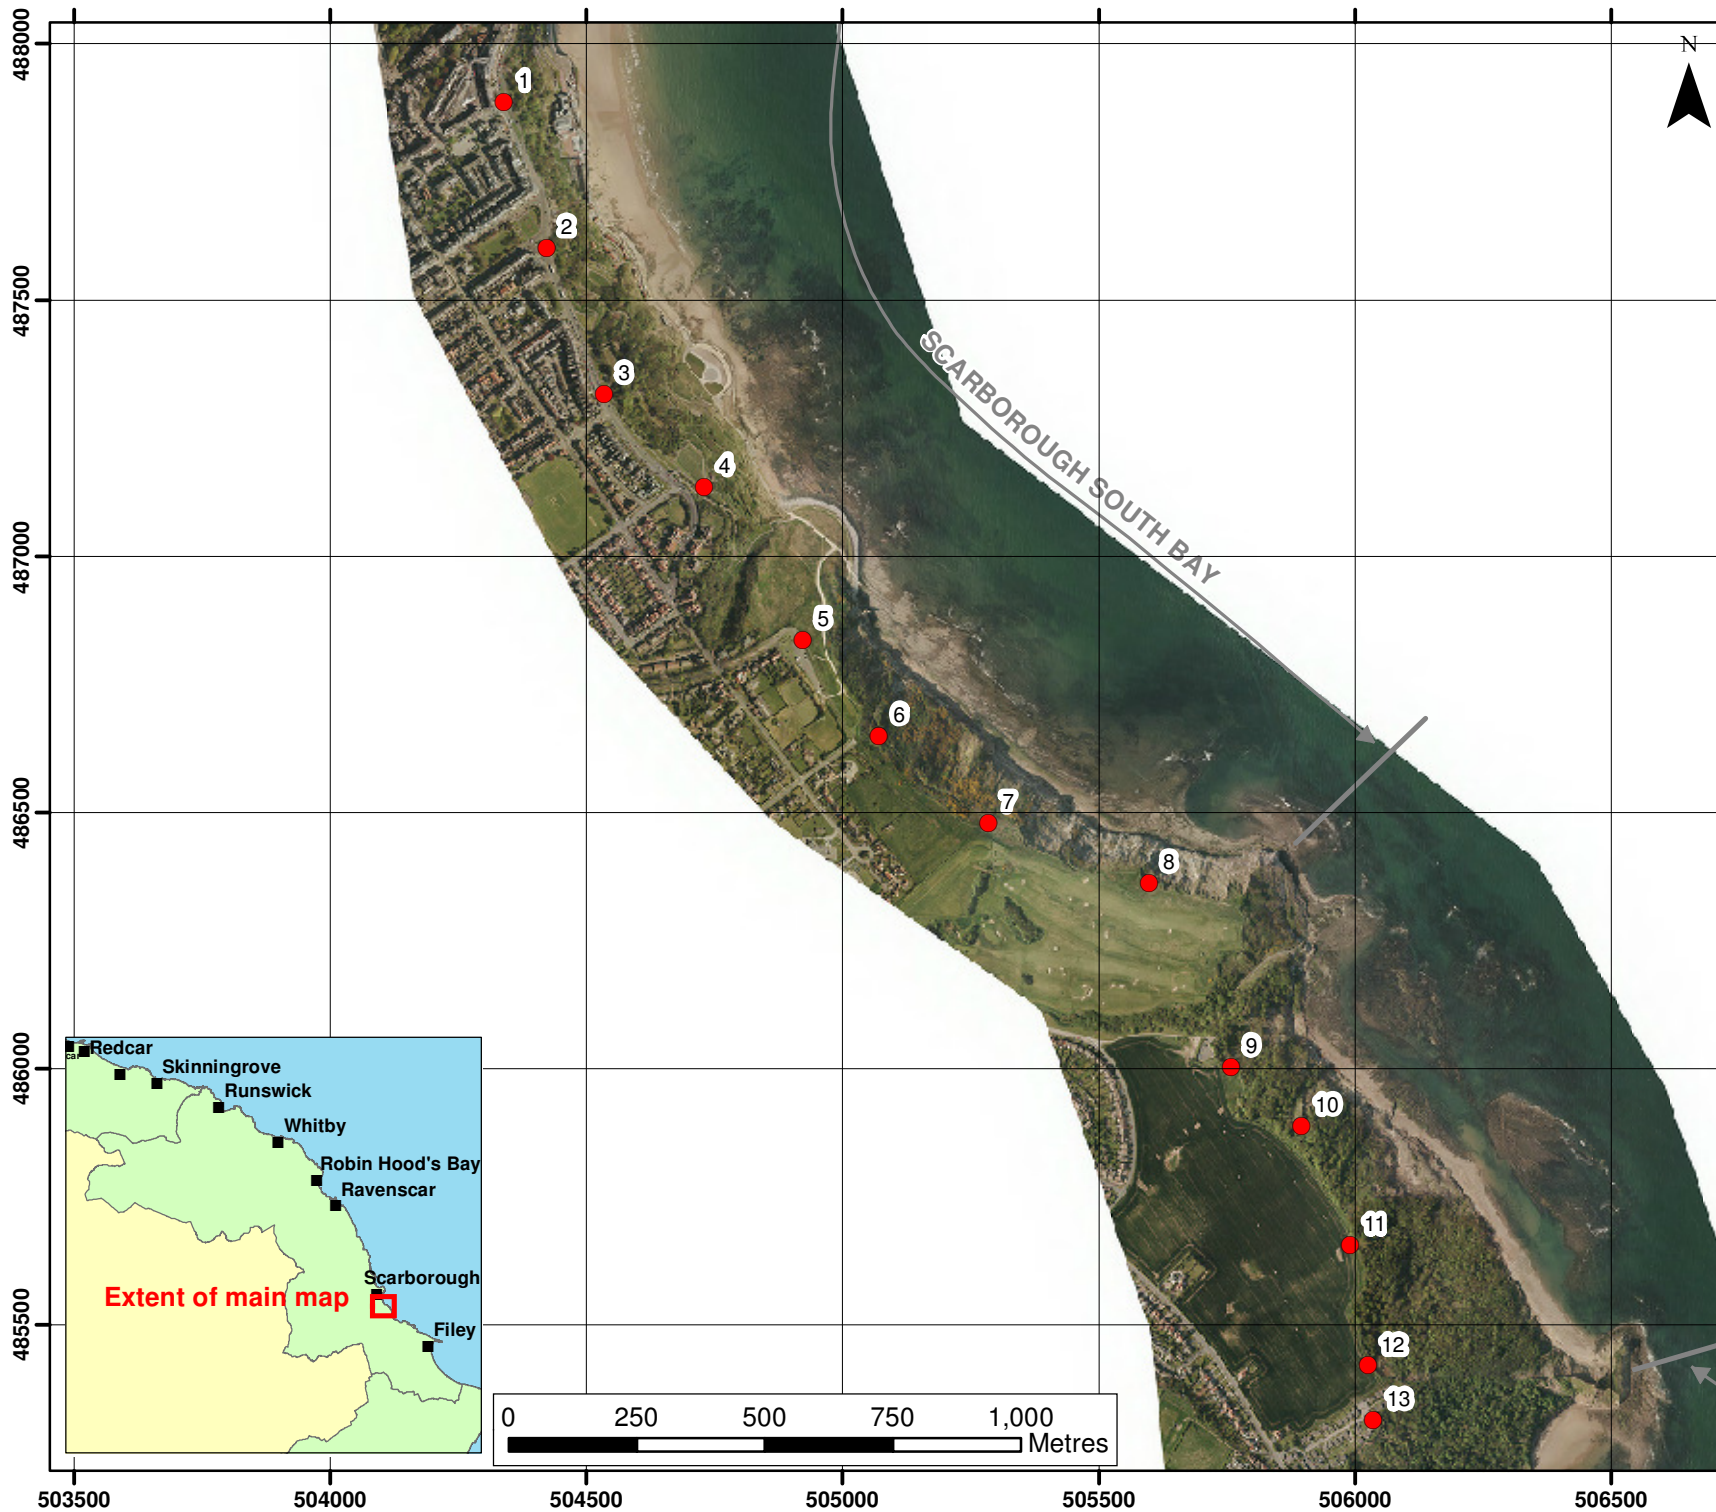 N
488000
487500
487000
486500
486000
485500
1
2
3
4
5
6
7
8
9
10
11
12
13
SCARBOROUGH SOUTH BAY
Redcar
car
Skinningrove
Runswick
Whitby
Robin Hood's Bay
Ravenscar
Scarborough
Extent of main map
Filey
0 250 500 750 1,000
Metres
503500 504000 504500 505000 505500 506000 506500